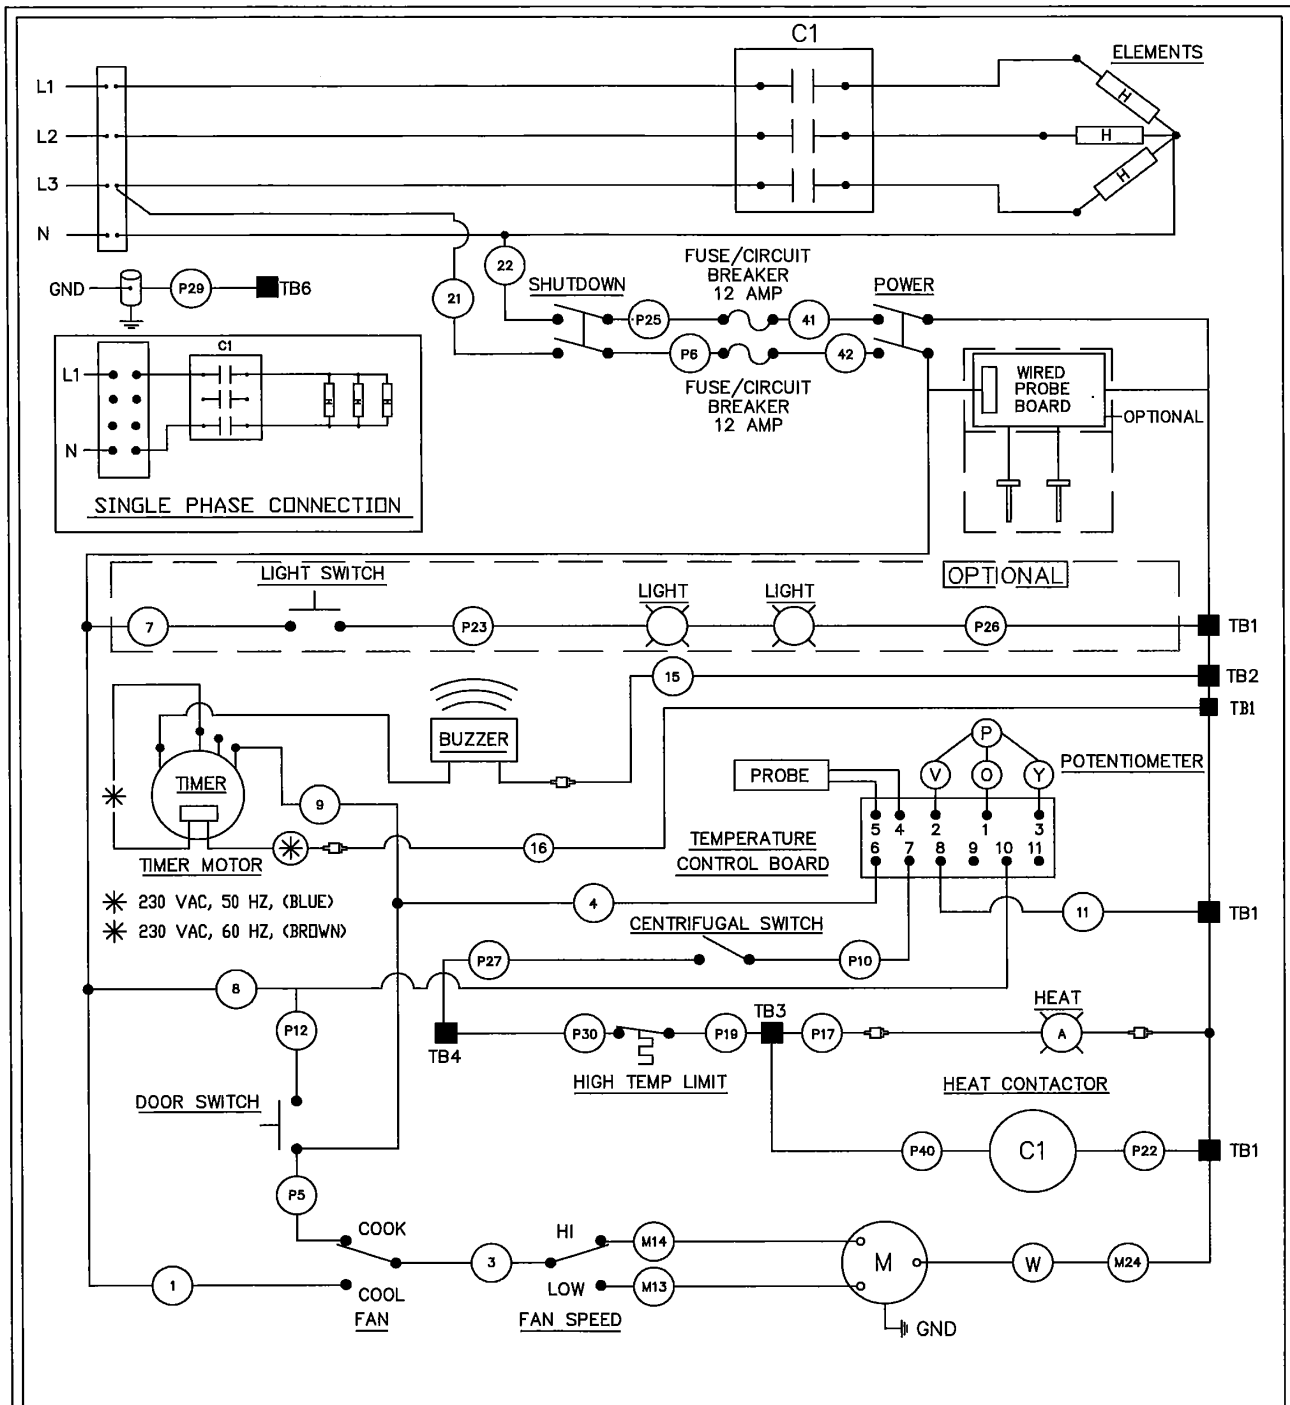 C1
ELEMENTS
L1
H
L2
H
L3
H
N
22
FUSE/CIRCUIT
BREAKER
12 AMP
GND
P29
TB6
21
SHUTDOWN
POWER
P25
41
P6
42
C1
L1
H
H
H
N
SINGLE PHASE CONNECTION
FUSE/CIRCUIT
BREAKER
12 AMP
WIRED
PROBE
BOARD
OPTIONAL
LIGHT SWITCH
OPTIONAL
LIGHT
LIGHT
7
P23
P26
TB1
15
TB2
TB1
BUZZER
P
POTENTIOMETER
TIMER
PROBE
V
O
Y
9
5 4 2 1 3
6 7 8 9 10 11
TEMPERATURE
CONTROL BOARD
16
TIMER MOTOR
230 VAC, 50 HZ, (BLUE)
230 VAC, 60 HZ, (BROWN)
4
11
TB1
CENTRIFUGAL SWITCH
P27
P10
8
HEAT
P12
TB4
P30
P19
TB3
P17
A
HIGH TEMP LIMIT
HEAT CONTACTOR
DOOR SWITCH
P40
C1
P22
TB1
P5
COOK
HI
M14
3
M
W
M24
1
COOL
LOW
M13
FAN
FAN SPEED
GND